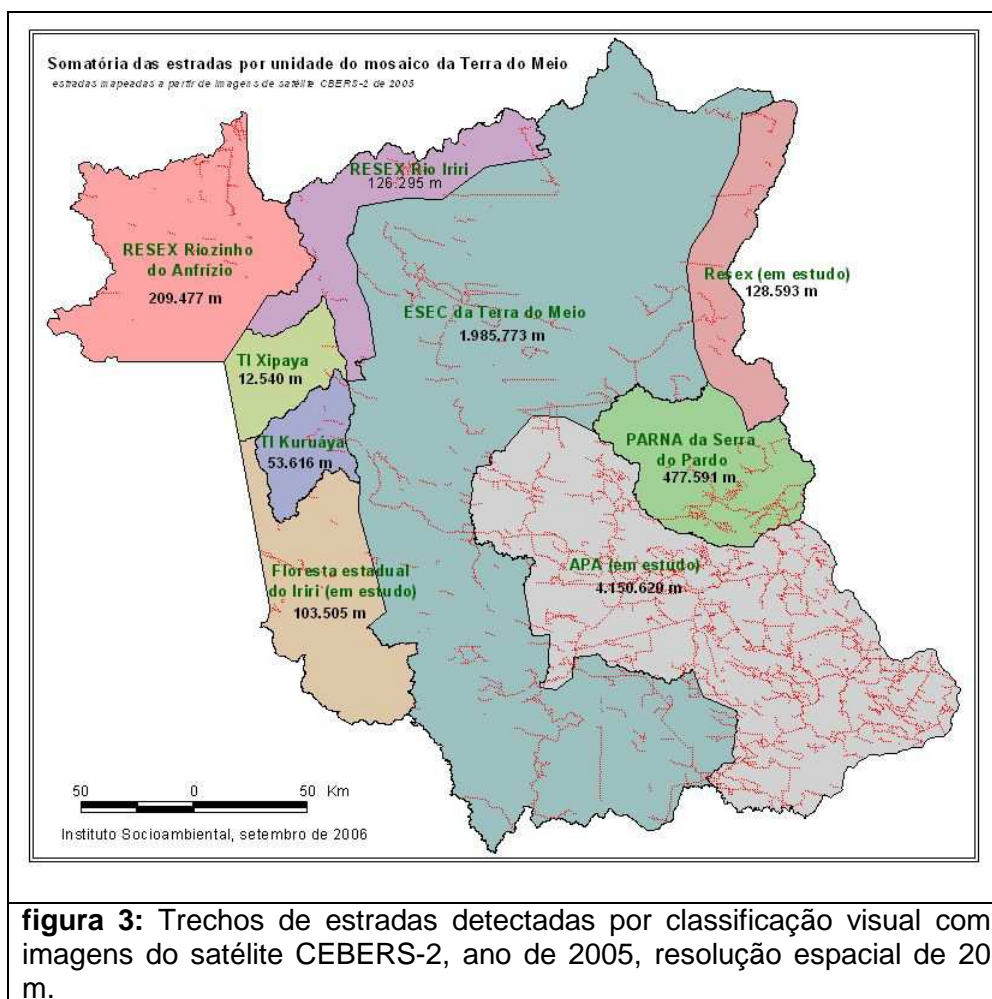 Somatória das estradas por unidade do mosaico da Terra do Meio
estradas mapeadas a partir de imagens de satélite CBERS-2 de 2005
RESEX Rio Iriri
126.295 m
RESEX Riozinho
do Anfrízio
209.477 m
Resex (em estudo)
128.593 m
ESEC da Terra do Meio
1.985.773 m
TI Xipaya
12.540 m
TI Kuruáya
53.616 m
PARNA da Serra
do Pardo
477.591 m
APA (em estudo)
4.150.620 m
Floresta estadual
do Iriri (em estudo)
103.505 m
50 0 50 Km
Instituto Socioambiental, setembro de 2006
figura 3: Trechos de estradas detectadas por classificação visual com
imagens do satélite CEBERS-2, ano de 2005, resolução espacial de 20
m.